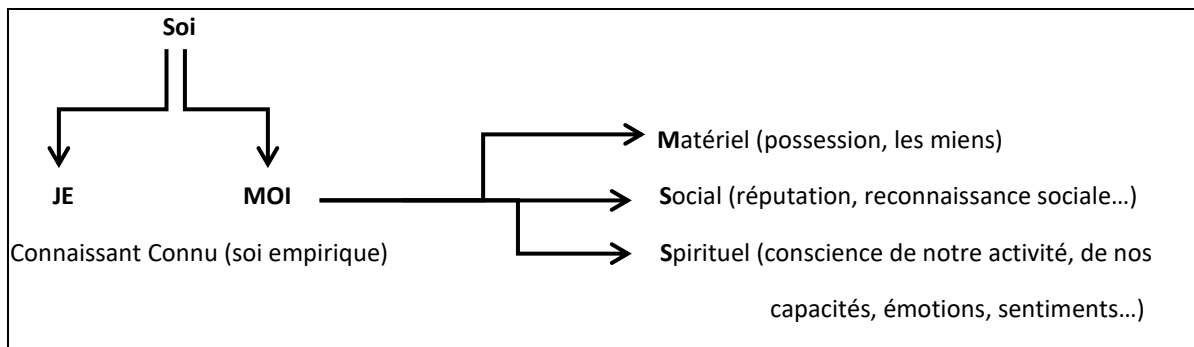 Soi
Matériel (possession, les miens)
JE MOI
Social (réputation, reconnaissance sociale…)
Connaissant Connu (soi empirique)
Spirituel (conscience de notre activité, de nos
capacités, émotions, sentiments…)